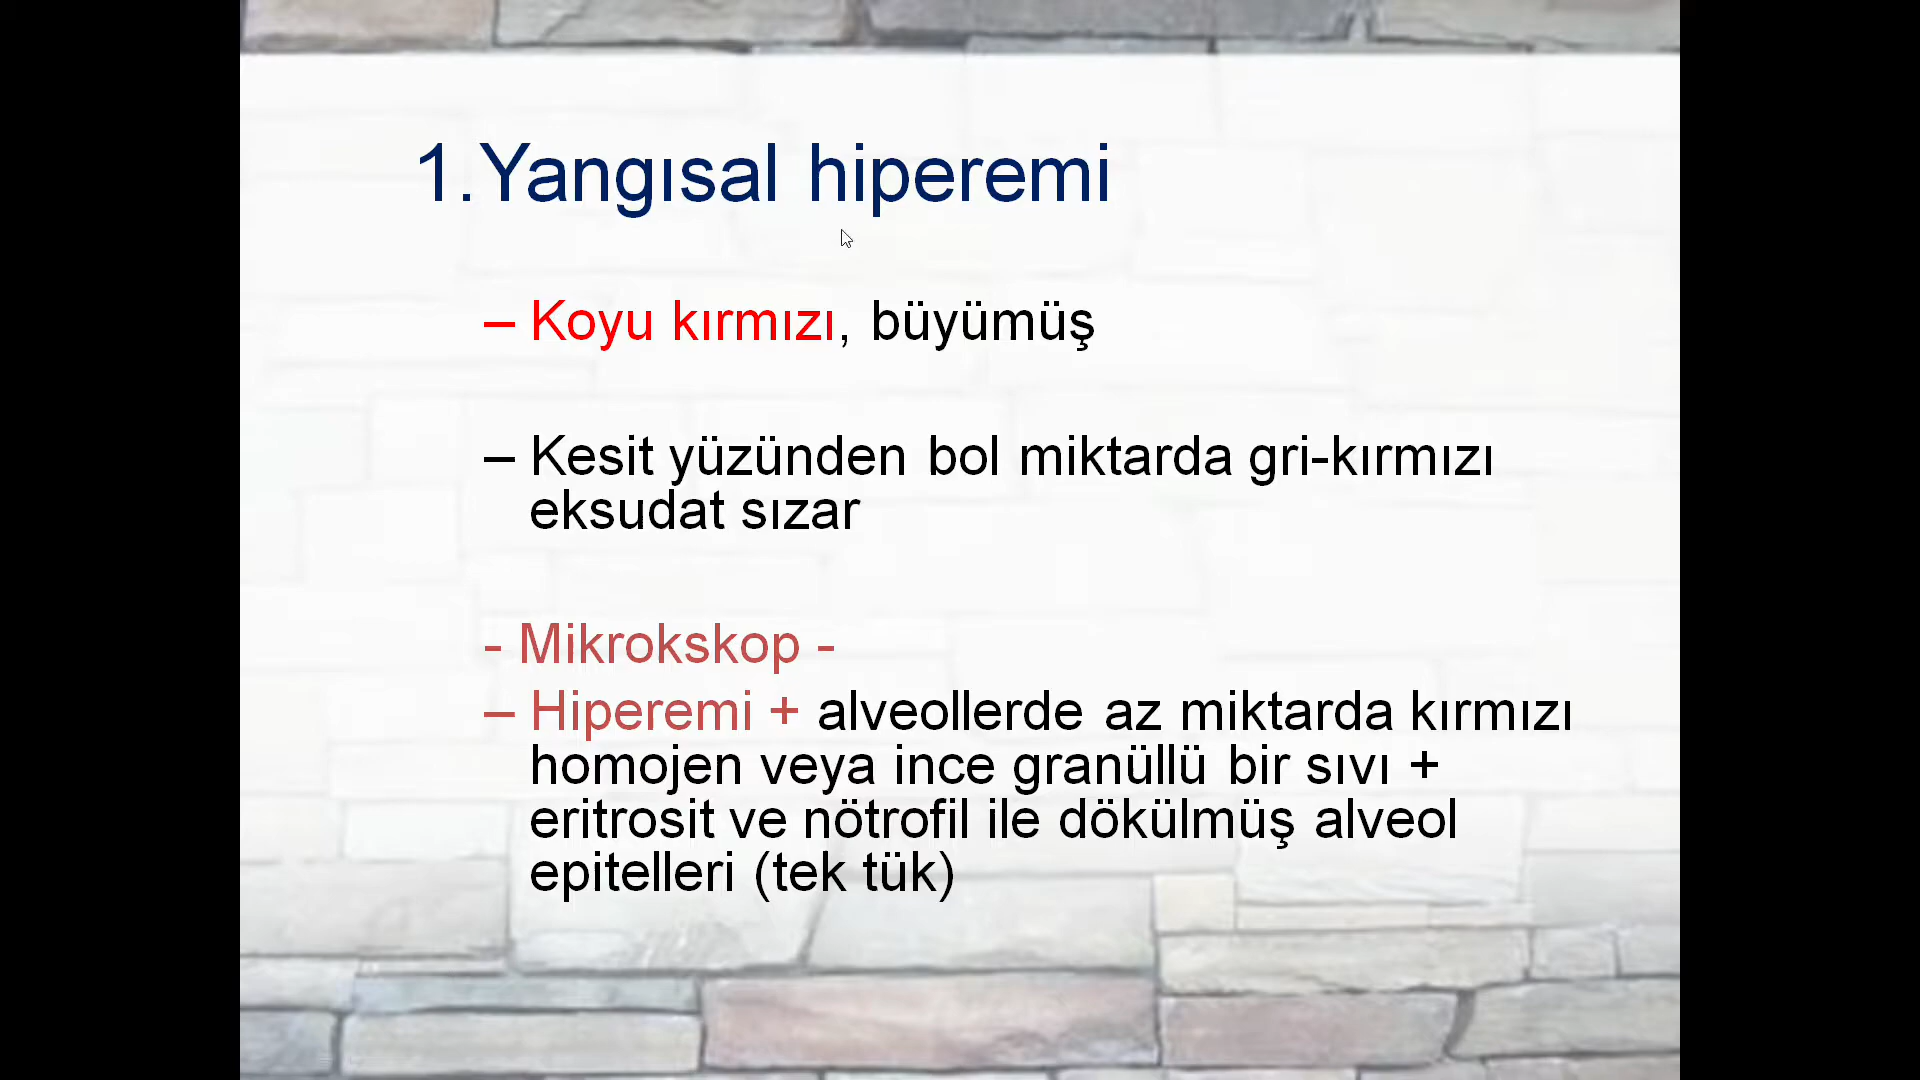 1.Yangısal hiperemi
– Koyu kırmızı, büyümüş
– Kesit yüzünden bol miktarda gri-kırmızı
eksudat sızar
- Mikrokskop -
– Hiperemi + alveollerde az miktarda kırmızı
homojen veya ince granüllü bir sıvı +
eritrosit ve nötrofil ile dökülmüş alveol
epitelleri (tek tük)